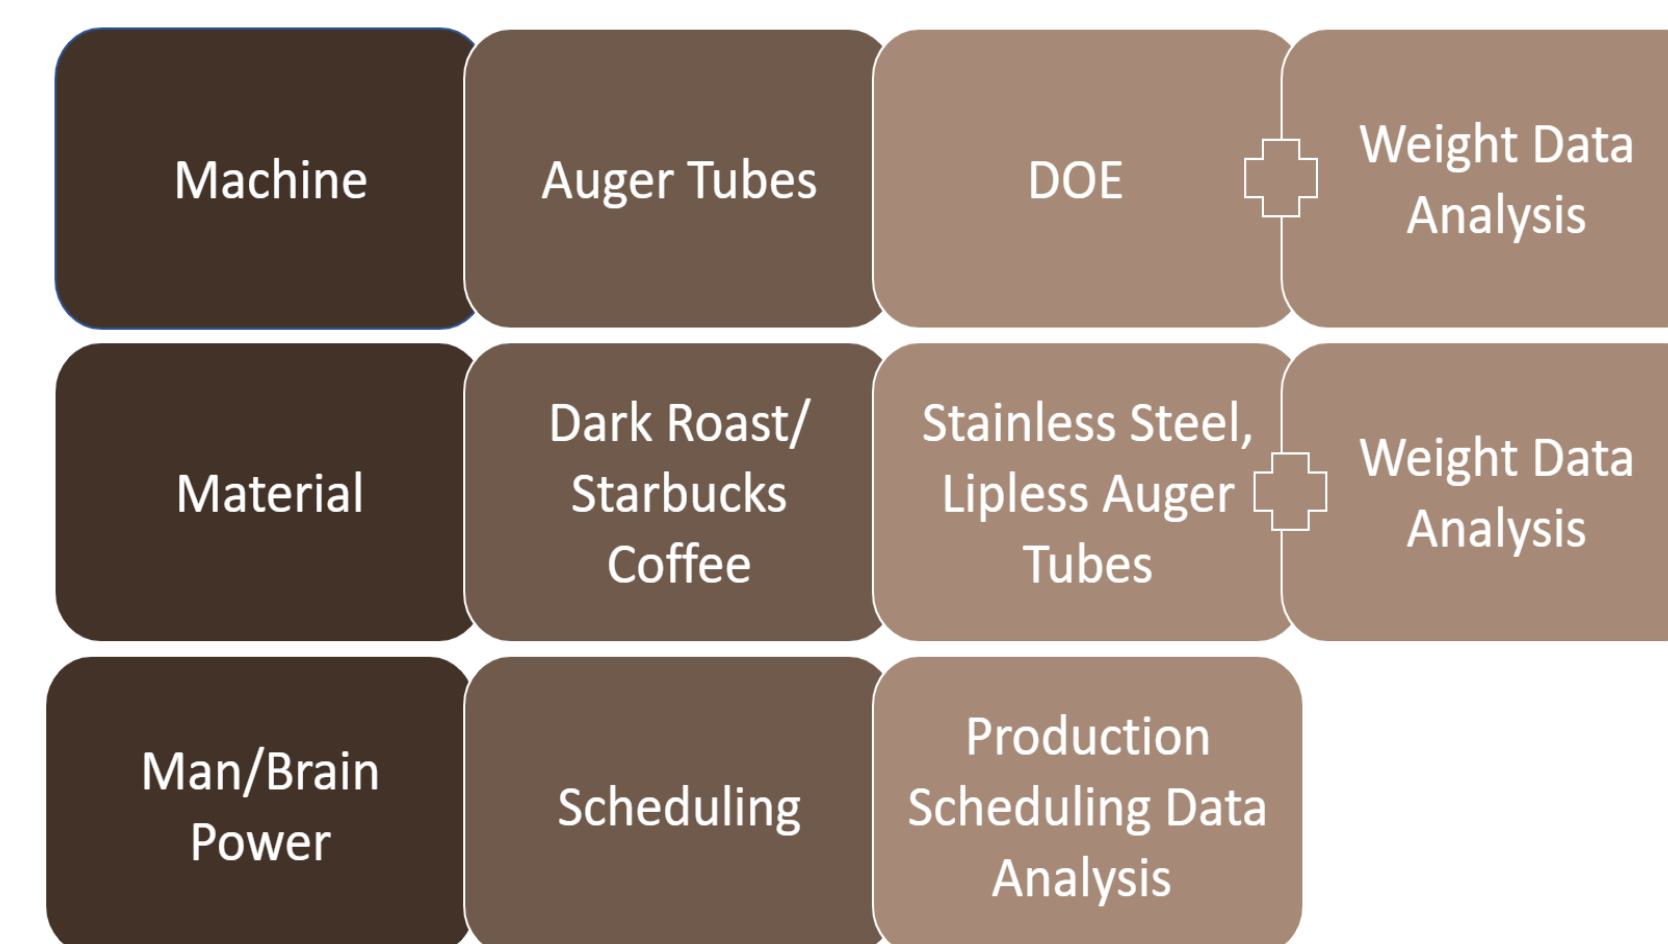 Machine
Auger Tubes
DOE
Weight Data
Analysis
Material
Dark Roast/
Starbucks
Coffee
Stainless Steel,
Lipless Auger
Tubes
Weight Data
Analysis
Man/Brain
Power
Scheduling
Production
Scheduling Data
Analysis